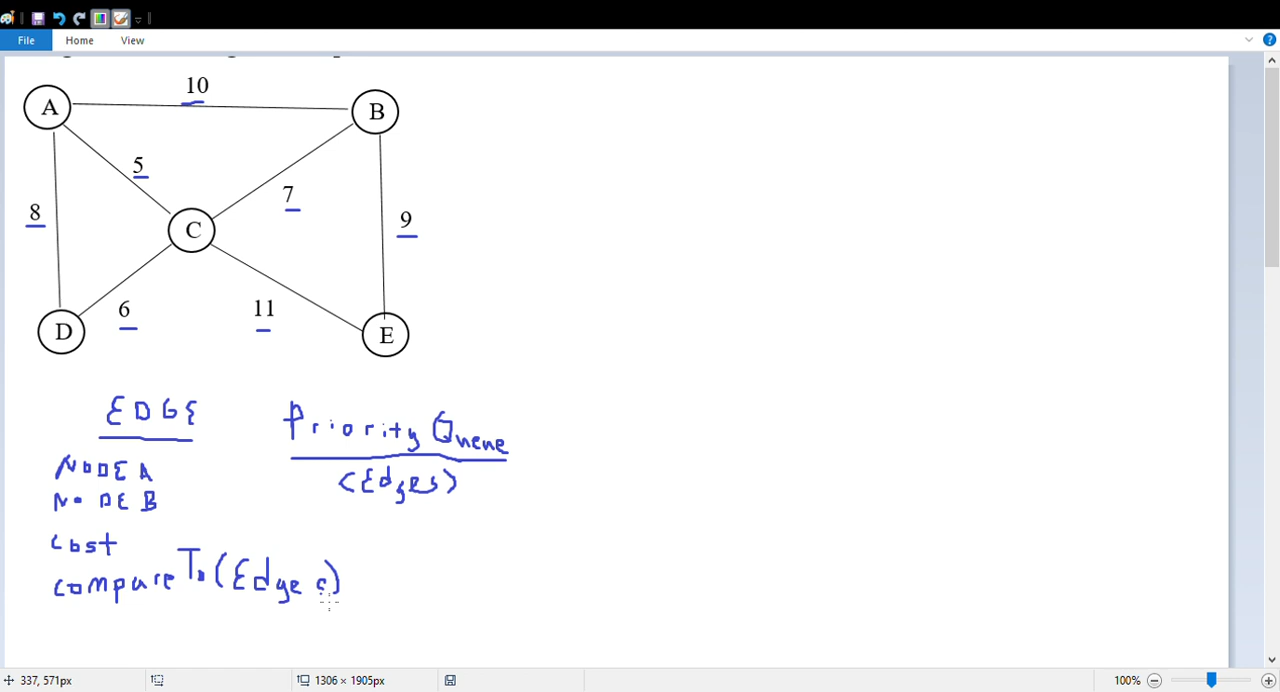 File Home View
10
A B
5
7
8 9
C
6 11
D E
EDGE
Priority Queue
<Edges>
NODE A
NODE B
cost
compareTo(Edge e)
337, 571px 1306 × 1905px 100%